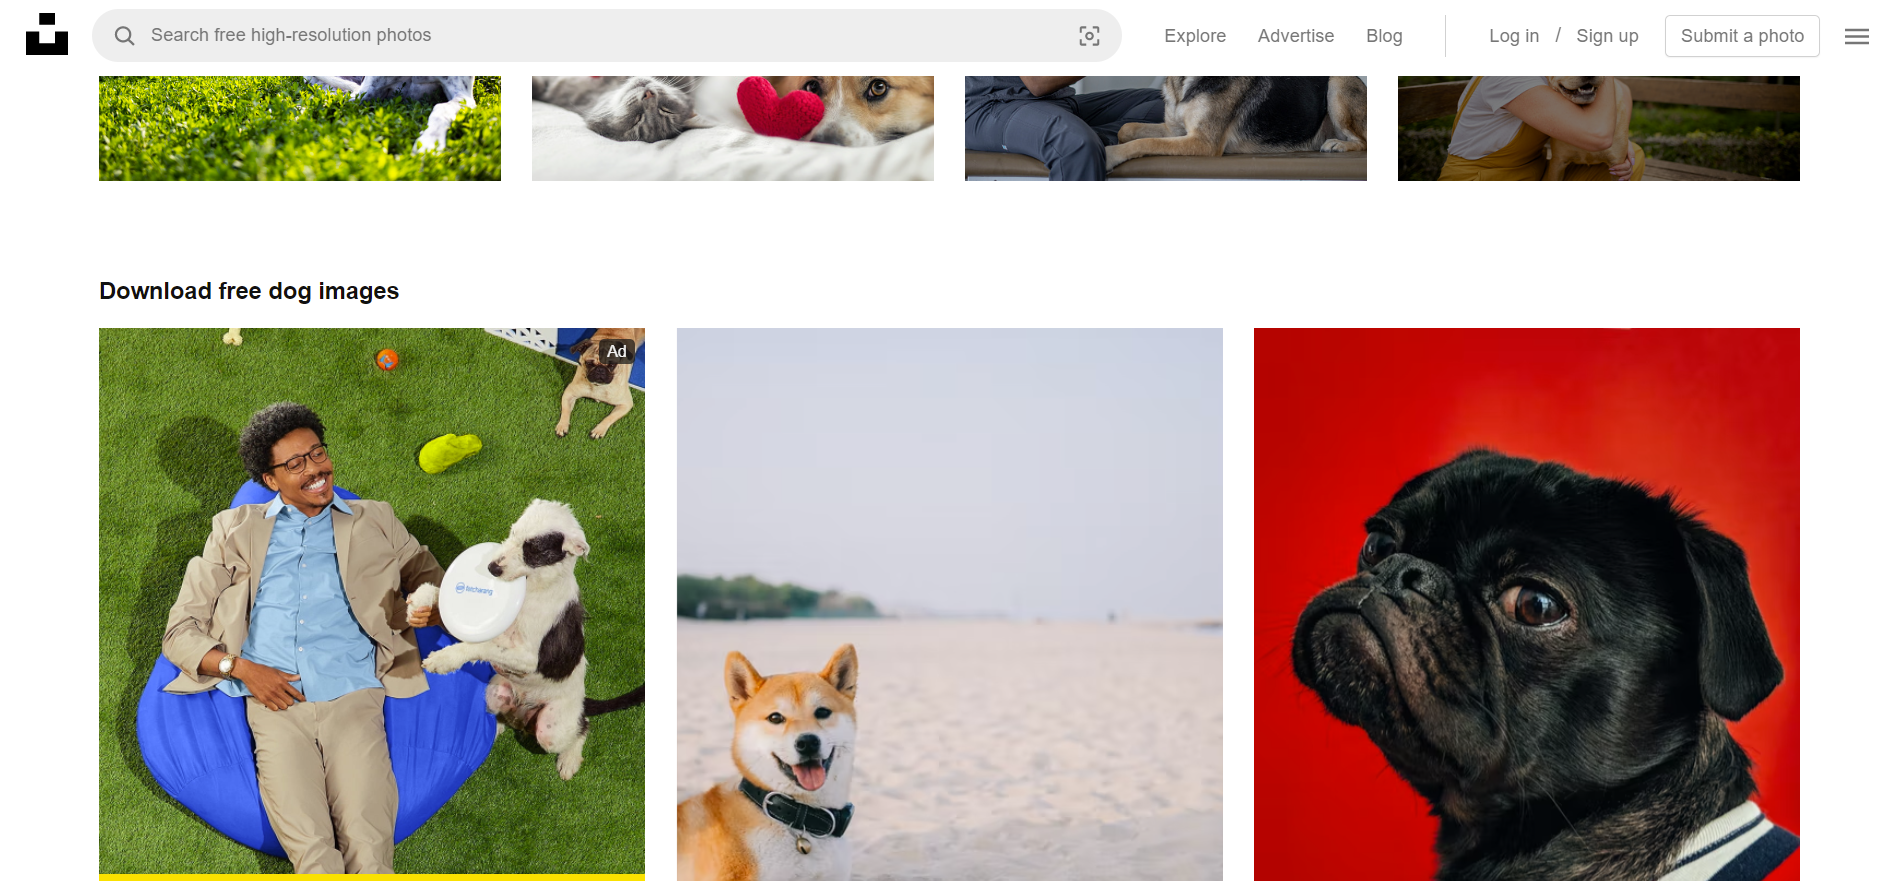 Search free high-resolution photos
Explore
Advertise
Blog
Log in / Sign up
Submit a photo
Download free dog images
Ad